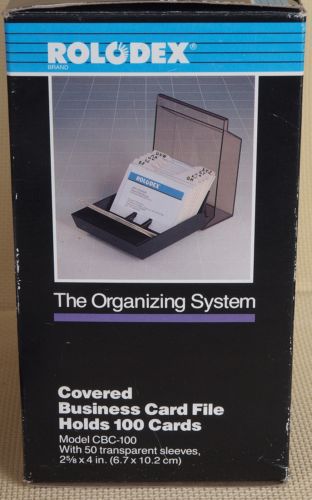 ROLODEX®
BRAND
ROLODEX
The Organizing System
Covered
Business Card File
Holds 100 Cards
Model CBC-100
With 50 transparent sleeves,
2⅝ x 4 in. (6.7 x 10.2 cm)